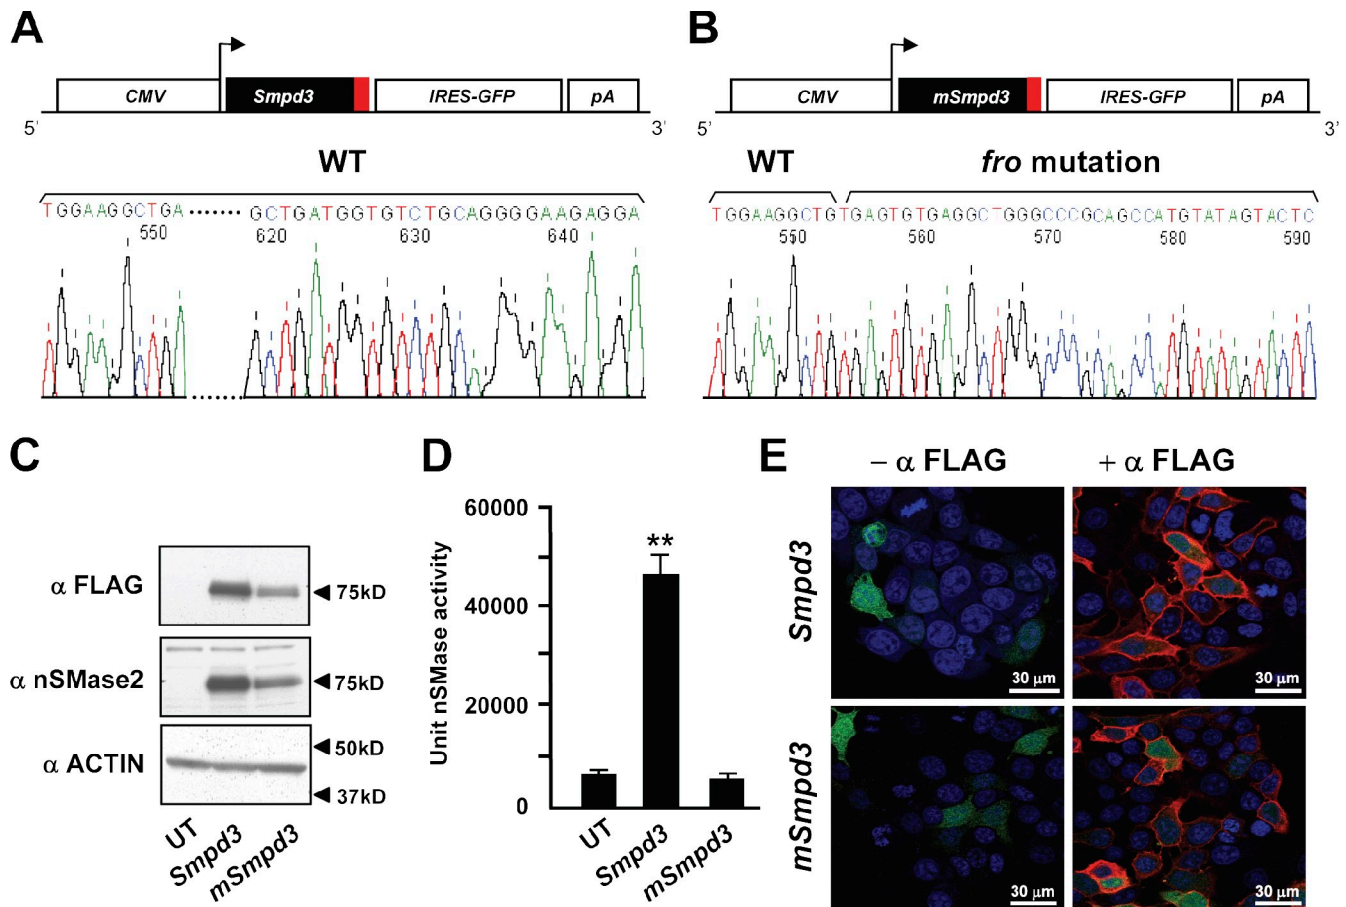 A
CMV Smpd3 IRES-GFP pA
5’ 3’
WT
TGGAAGGCTGA ....... GCTGATGGTGTCTGCAGGGGAAGAGGA
550 620 630 640
B
CMV mSmpd3 IRES-GFP pA
5’ 3’
WT fro mutation
TGGAAGGCTGTGAGTGTGAGGCTGGGCCCGCAGCCATGTATAGTACTC
550 560 570 580 590
C
α FLAG 75kD
α nSMase2 75kD
α ACTIN 50kD
37kD
UT Smpd3 mSmpd3
D
Unit nSMase activity
60000
40000
20000
0
**
UT Smpd3 mSmpd3
E
– α FLAG + α FLAG
Smpd3
30 μm 30 μm
mSmpd3
30 μm 30 μm